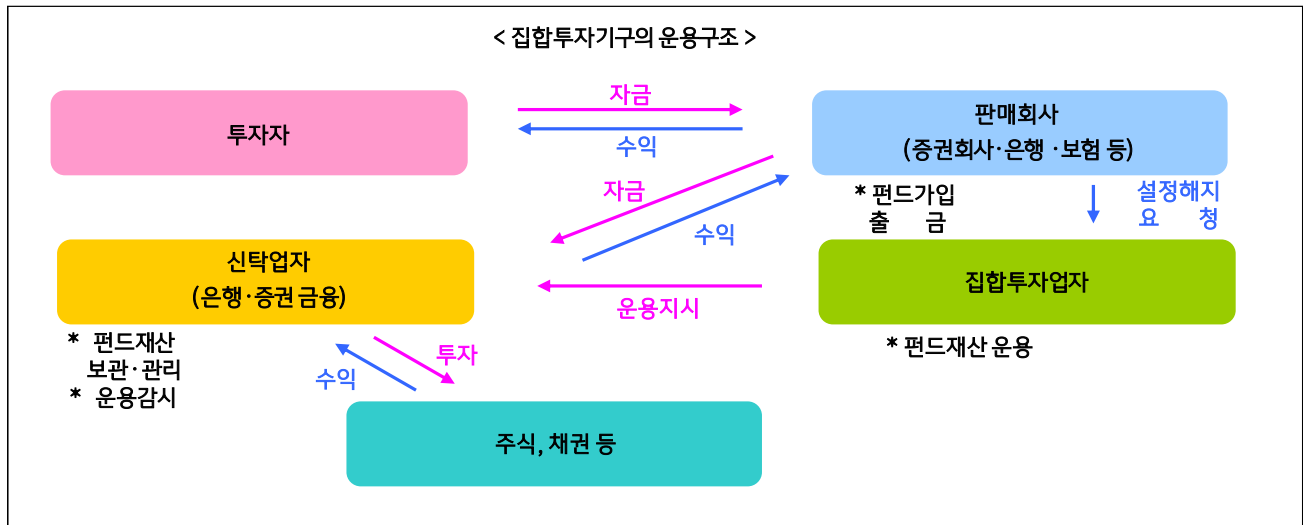 < 집합투자기구의 운용구조 >
자금
투자자
수익
판매회사
(증권회사·은행 ·보험 등)
자금
수익
* 펀드가입
출 금
설정해지
요 청
신탁업자
(은행·증권 금융)
운용지시
집합투자업자
* 펀드재산
보관·관리
* 운용감시
* 펀드재산 운용
투자
수익
주식, 채권 등